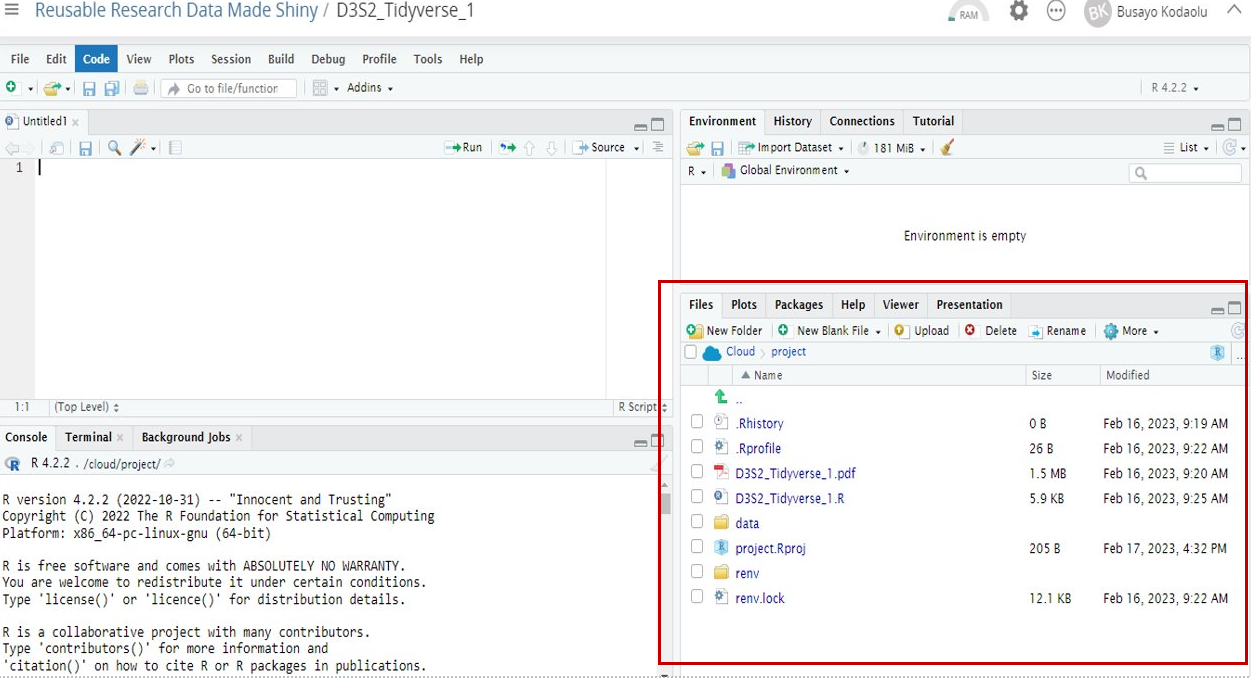 Reusable Research Data Made Shiny / D3S2_Tidyverse_1
RAM
BK Busayo Kodaolu
File Edit Code View Plots Session Build Debug Profile Tools Help
Go to file/function Addins R 4.2.2
Untitled1
Run Source
1
1:1 (Top Level) R Script
Console Terminal Background Jobs
R 4.2.2 . /cloud/project/
R version 4.2.2 (2022-10-31) -- "Innocent and Trusting"
Copyright (C) 2022 The R Foundation for Statistical Computing
Platform: x86_64-pc-linux-gnu (64-bit)
R is free software and comes with ABSOLUTELY NO WARRANTY.
You are welcome to redistribute it under certain conditions.
Type 'license()' or 'licence()' for distribution details.
R is a collaborative project with many contributors.
Type 'contributors()' for more information and
'citation()' on how to cite R or R packages in publications.
Environment History Connections Tutorial
Import Dataset 181 MiB List
R Global Environment
Environment is empty
Files Plots Packages Help Viewer Presentation
New Folder New Blank File Upload Delete Rename More
Cloud project R ...
Name Size Modified
..
.Rhistory 0 B Feb 16, 2023, 9:19 AM
.Rprofile 26 B Feb 16, 2023, 9:22 AM
D3S2_Tidyverse_1.pdf 1.5 MB Feb 16, 2023, 9:20 AM
D3S2_Tidyverse_1.R 5.9 KB Feb 16, 2023, 9:25 AM
data
project.Rproj 205 B Feb 17, 2023, 4:32 PM
renv
renv.lock 12.1 KB Feb 16, 2023, 9:22 AM